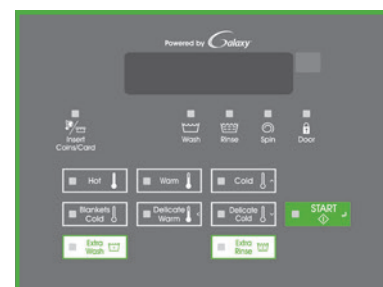 Powered by Galaxy
Insert
Coins/Card
Wash
Rinse
Spin
Door
Hot
Warm
Cold
Blankets
Cold
Delicate
Warm
Delicate
Cold
START
Extra
Wash
Extra
Rinse